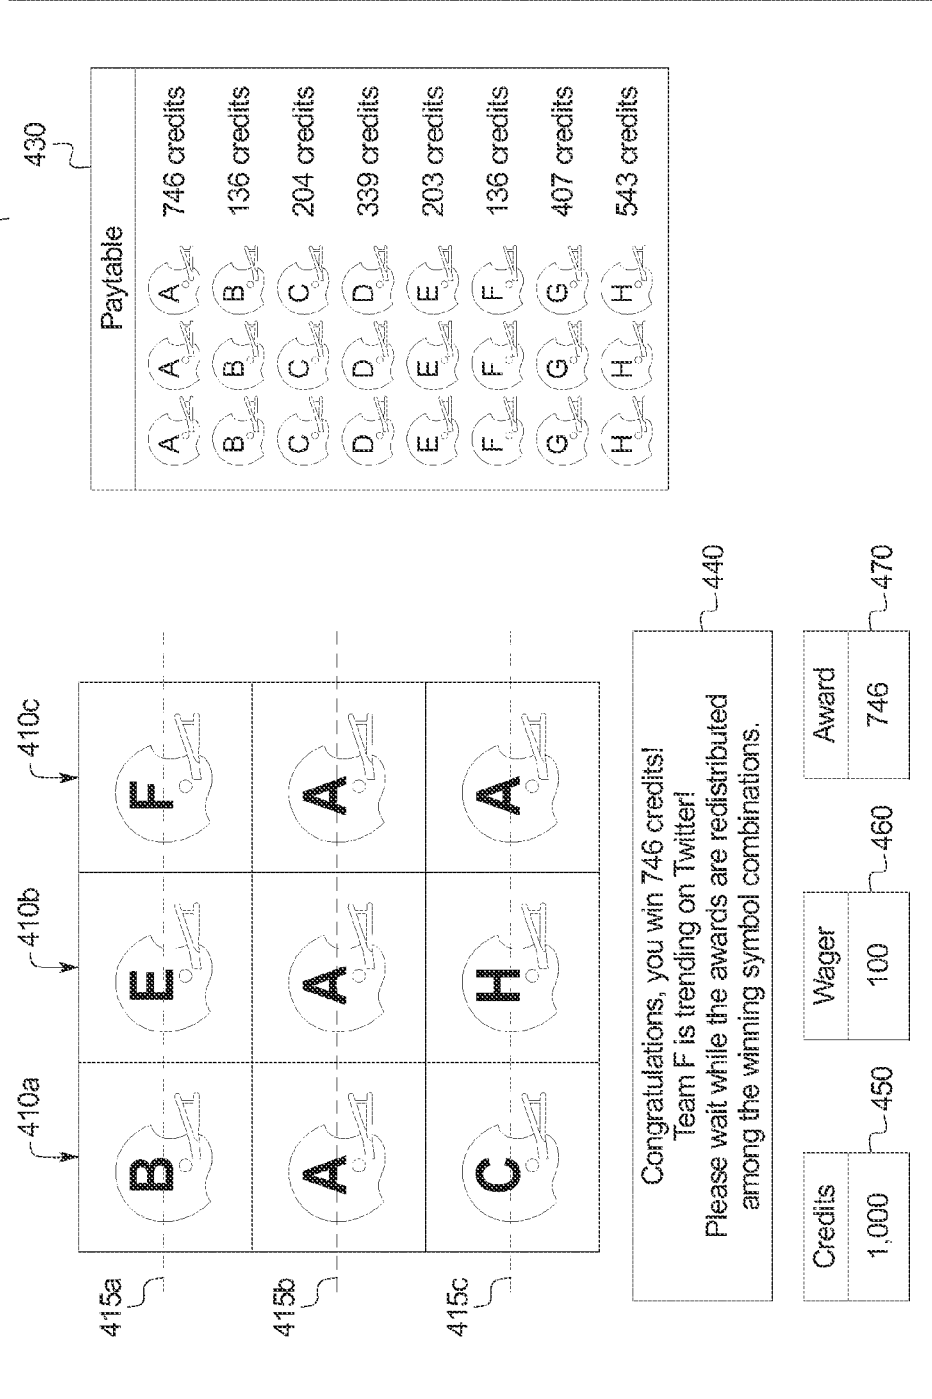 410a
410b
410c
415a
B
E
F
415b
A
A
A
415c
C
H
A
430
Paytable
A A A 746 credits
B B B 136 credits
C C C 204 credits
D D D 339 credits
E E E 203 credits
F F F 136 credits
G G G 407 credits
H H H 543 credits
Congratulations, you win 746 credits!
Team F is trending on Twitter!
Please wait while the awards are redistributed
among the winning symbol combinations.
440
Credits
1,000
450
Wager
100
460
Award
746
470